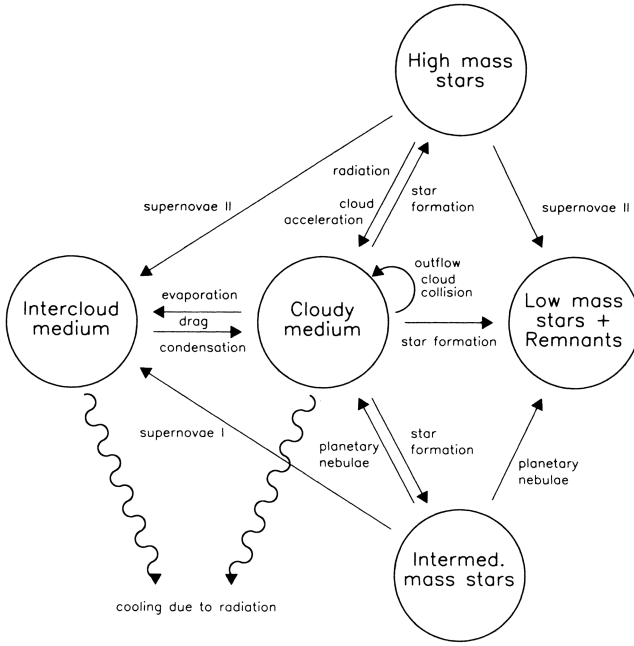 High mass
stars
radiation
cloud
acceleration
star
formation
supernovae II
supernovae II
outflow
cloud
collision
Intercloud
medium
evaporation
drag
condensation
Cloudy
medium
star formation
Low mass
stars +
Remnants
supernovae I
planetary
nebulae
star
formation
planetary
nebulae
Intermed.
mass stars
cooling due to radiation